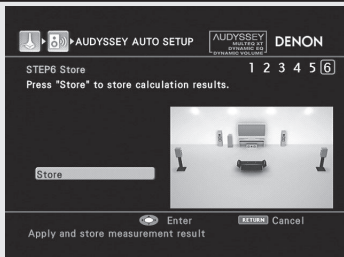 AUDYSSEY AUTO SETUP
AUDYSSEY
MULTEQ XT
DYNAMIC EQ
DYNAMIC VOLUME
DENON
STEP6 Store
1 2 3 4 5 6
Press "Store" to store calculation results.
Store
Enter
RETURN Cancel
Apply and store measurement result